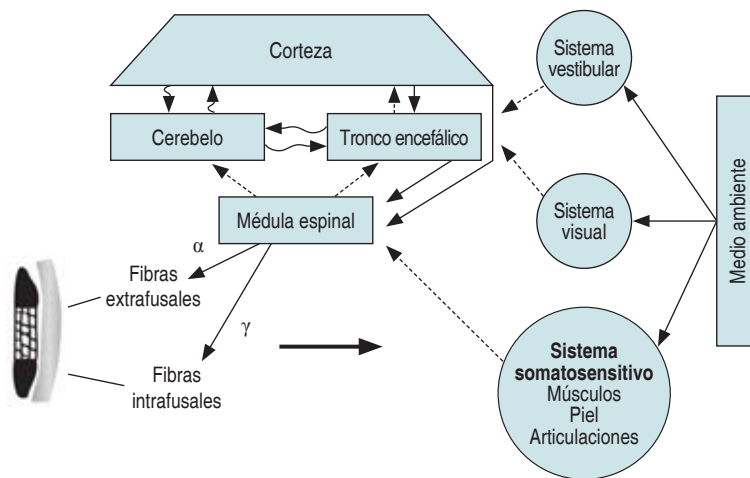 Corteza
Cerebelo
Tronco encefálico
Médula espinal
α
Fibras
extrafusales
γ
Fibras
intrafusales
Sistema
vestibular
Sistema
visual
Sistema
somatosensitivo
Músculos
Piel
Articulaciones
Medio ambiente